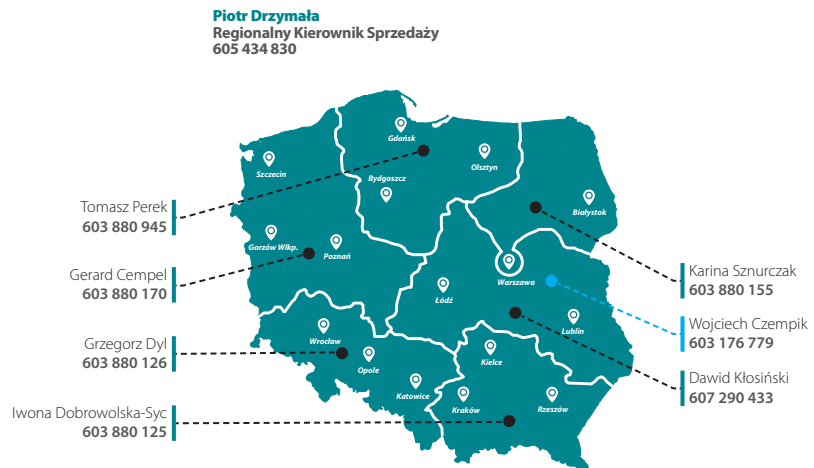 Piotr Drzymała
Regionalny Kierownik Sprzedaży
605 434 830
Gdańsk
Olsztyn
Szczecin
Bydgoszcz
Białystok
Tomasz Perek
603 880 945
Gorzów Wlkp.
Poznań
Warszawa
Łódź
Karina Sznurczak
603 880 155
Gerard Cempel
603 880 170
Lublin
Wojciech Czempik
603 176 779
Grzegorz Dyl
603 880 126
Wrocław
Opole
Kielce
Dawid Kłosiński
607 290 433
Katowice
Kraków
Rzeszów
Iwona Dobrowolska-Syc
603 880 125